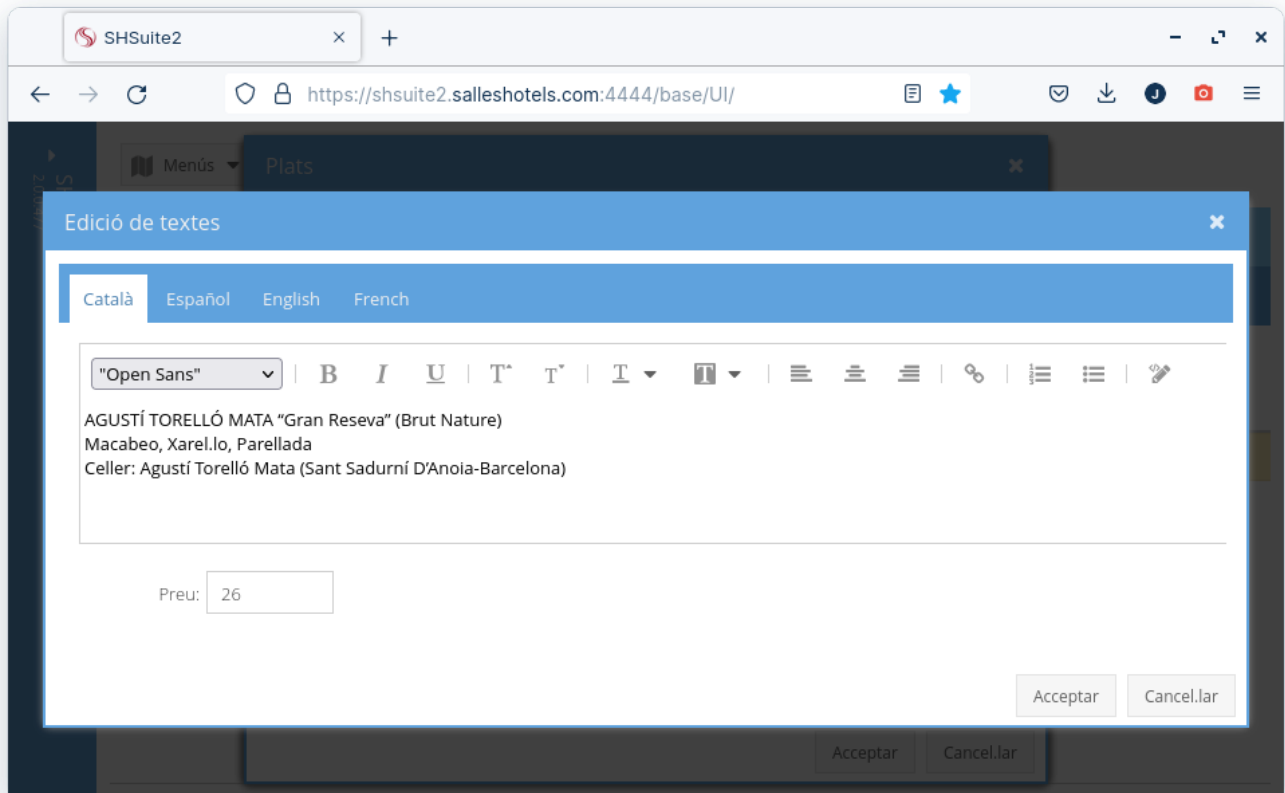 SHSuite2
https://shsuite2.salleshotels.com:4444/base/UI/
Menús
Plats
Edició de textes
Català Español English French
"Open Sans" B I U T T T T
AGUSTÍ TORELLÓ MATA “Gran Reseva” (Brut Nature)
Macabeo, Xarel.lo, Parellada
Celler: Agustí Torelló Mata (Sant Sadurní D’Anoia-Barcelona)
Preu: 26
Acceptar Cancel.lar
Acceptar Cancel.lar